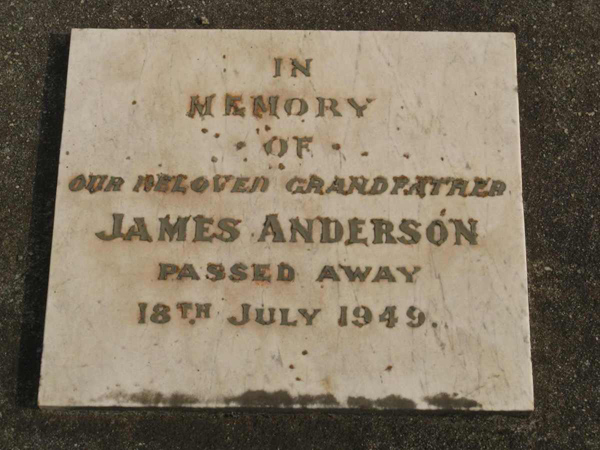 IN
MEMORY
OF
OUR BELOVED GRANDFATHER
JAMES ANDERSON
PASSED AWAY
18TH JULY 1949.